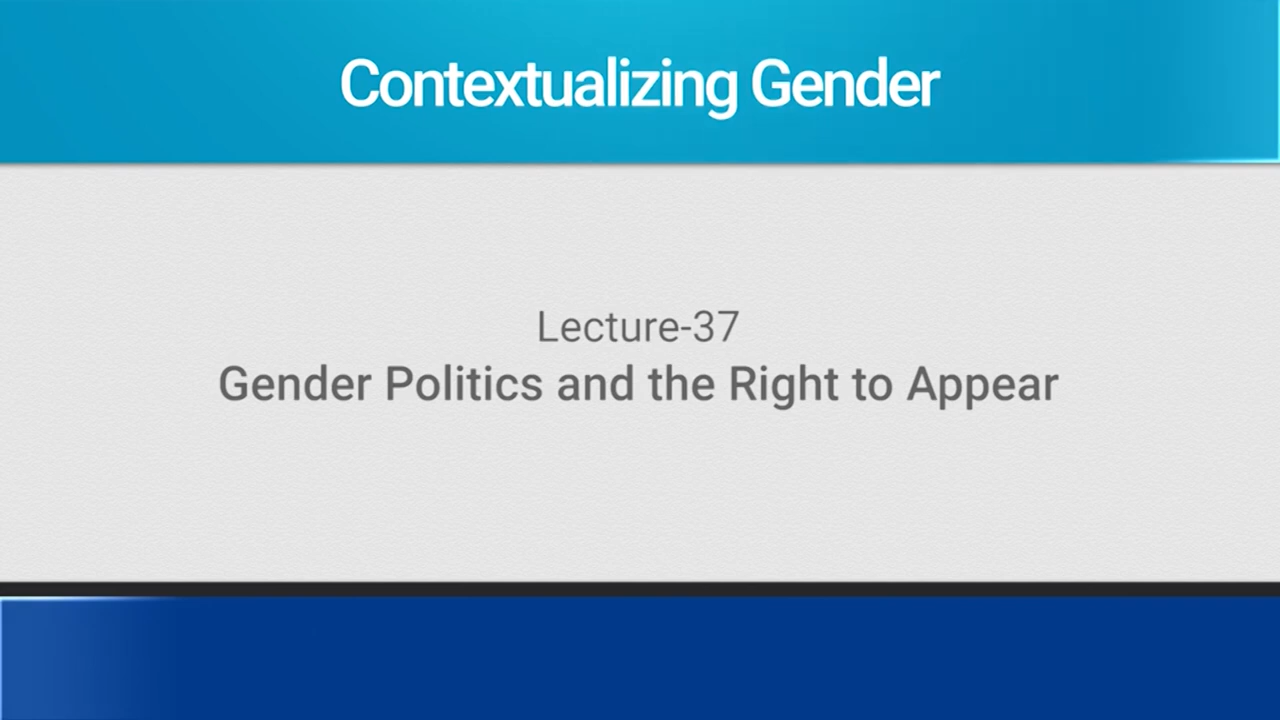 Contextualizing Gender
Lecture-37
Gender Politics and the Right to Appear